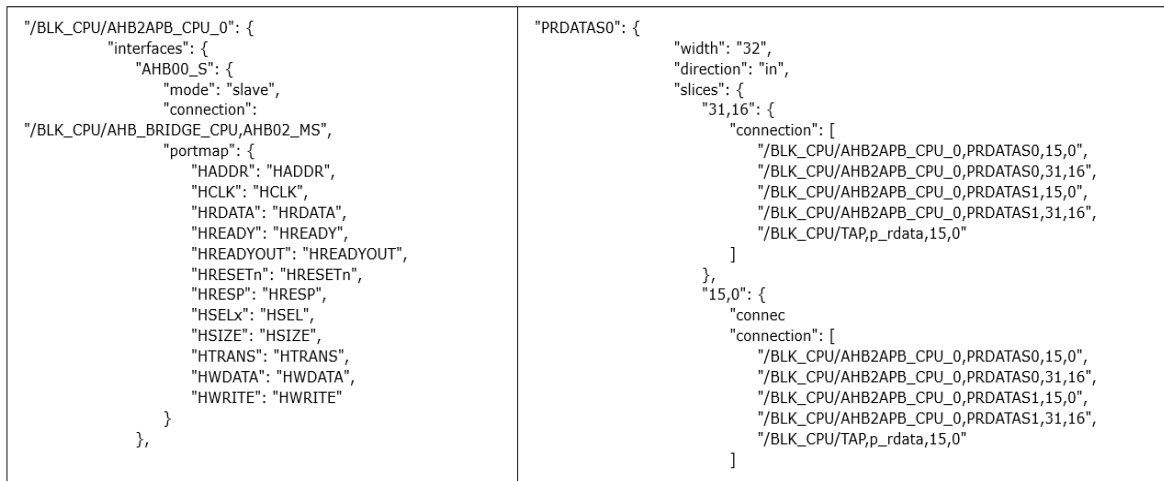 "/BLK_CPU/AHB2APB_CPU_0": {
"interfaces": {
"AHB00_S": {
"mode": "slave",
"connection":
"/BLK_CPU/AHB_BRIDGE_CPU,AHB02_MS",
"portmap": {
"HADDR": "HADDR",
"HCLK": "HCLK",
"HRDATA": "HRDATA",
"HREADY": "HREADY",
"HREADYOUT": "HREADYOUT",
"HRESETn": "HRESETn",
"HRESP": "HRESP",
"HSELx": "HSEL",
"HSIZE": "HSIZE",
"HTRANS": "HTRANS",
"HWDATA": "HWDATA",
"HWRITE": "HWRITE"
}
},
"PRDATAS0": {
"width": "32",
"direction": "in",
"slices": {
"31,16": {
"connection": [
"/BLK_CPU/AHB2APB_CPU_0,PRDATAS0,15,0",
"/BLK_CPU/AHB2APB_CPU_0,PRDATAS0,31,16",
"/BLK_CPU/AHB2APB_CPU_0,PRDATAS1,15,0",
"/BLK_CPU/AHB2APB_CPU_0,PRDATAS1,31,16",
"/BLK_CPU/TAP,p_rdata,15,0"
]
},
"15,0": {
"connec
"connection": [
"/BLK_CPU/AHB2APB_CPU_0,PRDATAS0,15,0",
"/BLK_CPU/AHB2APB_CPU_0,PRDATAS0,31,16",
"/BLK_CPU/AHB2APB_CPU_0,PRDATAS1,15,0",
"/BLK_CPU/AHB2APB_CPU_0,PRDATAS1,31,16",
"/BLK_CPU/TAP,p_rdata,15,0"
]